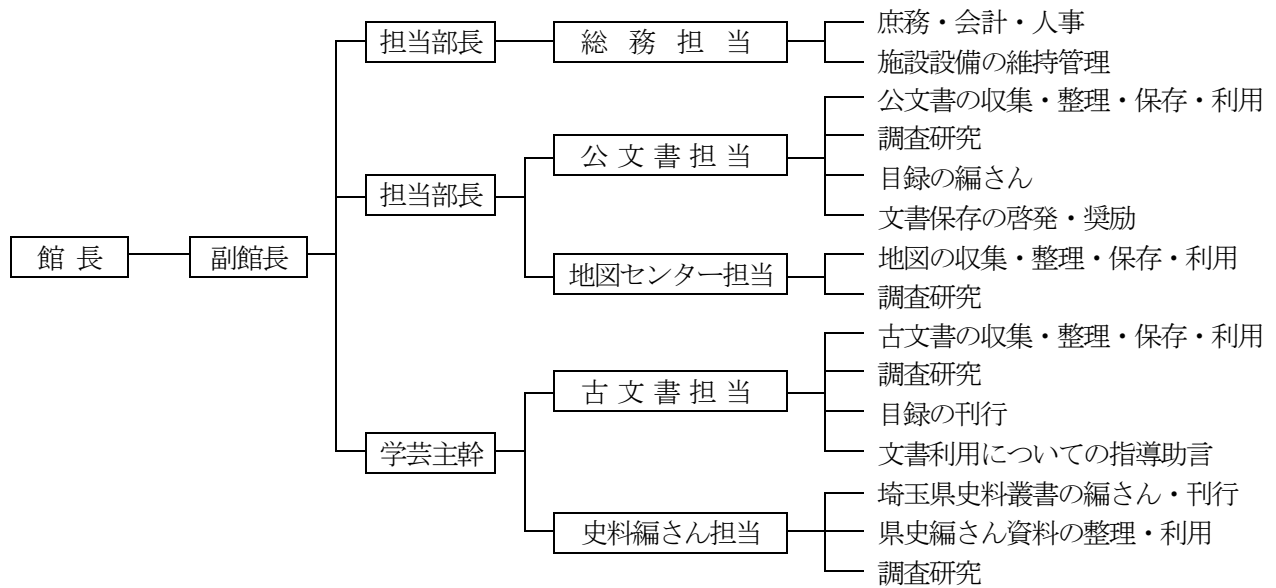 館 長
副館長
担当部長
総 務 担 当
庶務・会計・人事
施設設備の維持管理
担当部長
公 文 書 担 当
公文書の収集・整理・保存・利用
調査研究
目録の編さん
文書保存の啓発・奨励
地図センター担当
地図の収集・整理・保存・利用
調査研究
学芸主幹
古 文 書 担 当
古文書の収集・整理・保存・利用
調査研究
目録の刊行
文書利用についての指導助言
史料編さん担当
埼玉県史料叢書の編さん・刊行
県史編さん資料の整理・利用
調査研究